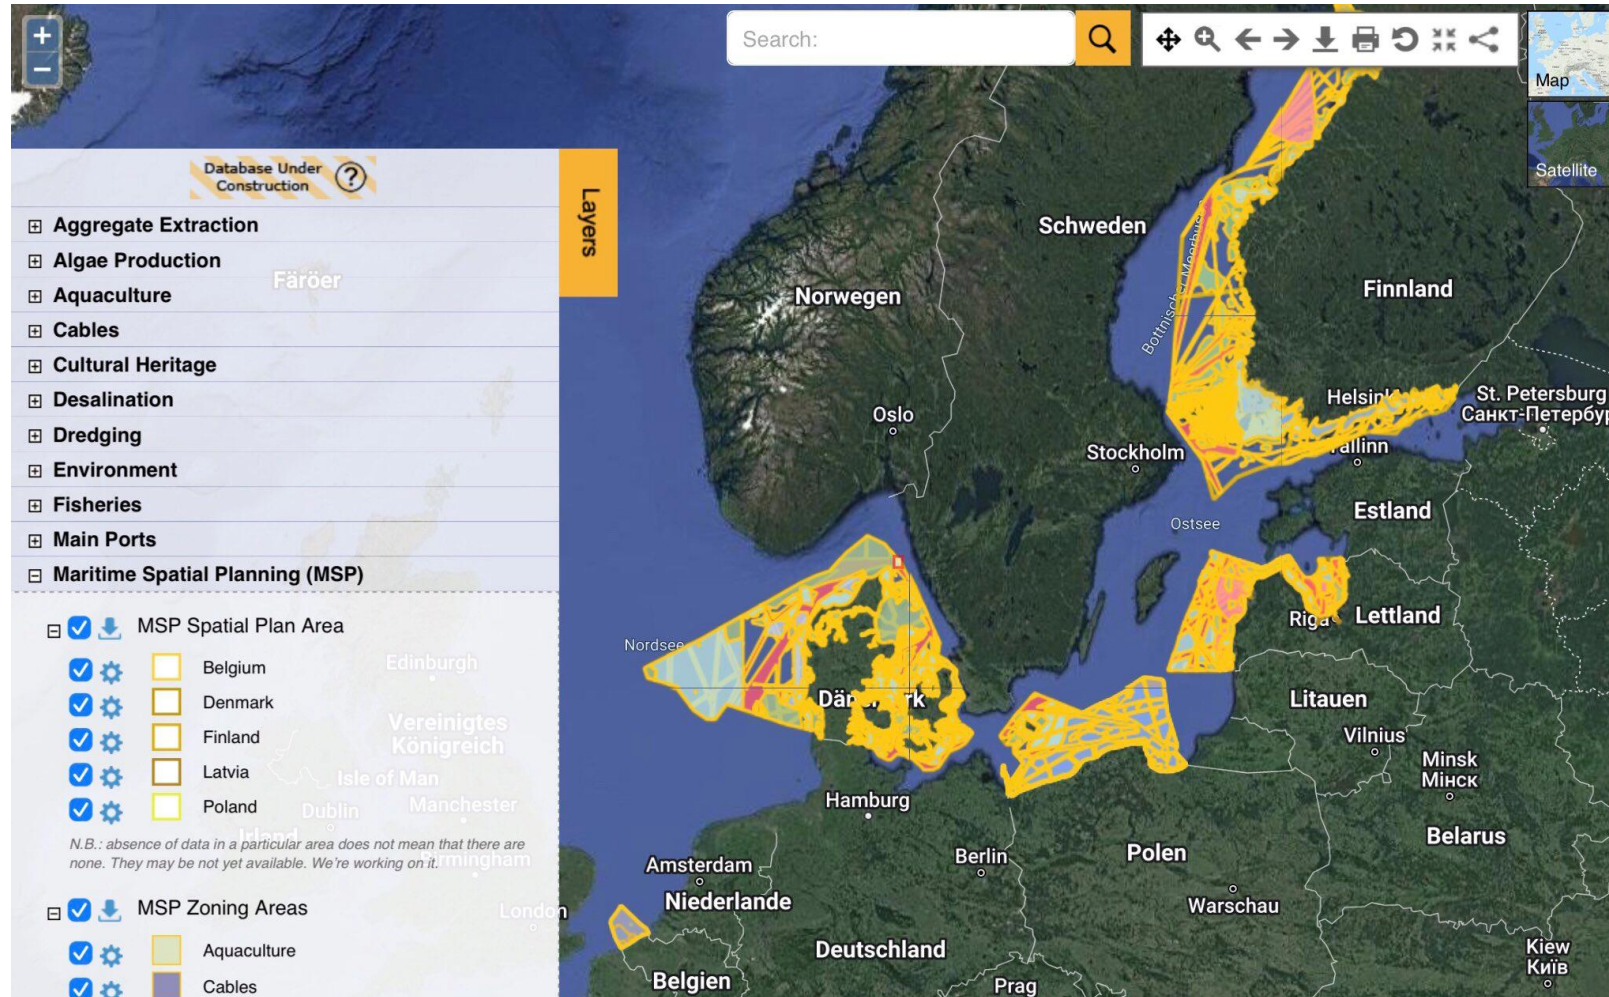 +
−
Search:
Map
Satellite
Database Under
Construction
?
Layers
Aggregate Extraction
Algae Production
Färöer
Aquaculture
Cables
Cultural Heritage
Desalination
Dredging
Environment
Fisheries
Main Ports
Maritime Spatial Planning (MSP)
MSP Spatial Plan Area
Belgium
Edinburgh
Denmark
Vereinigtes
Königreich
Finland
Latvia
Isle of Man
Poland
Dublin
Manchester
Irland
N.B.: absence of data in a particular area does not mean that there are
none. They may be not yet available. We're working on it.
Birmingham
MSP Zoning Areas
London
Aquaculture
Cables
Schweden
Norwegen
Finnland
Oslo
Stockholm
St. Petersburg
Estland
Ostsee
Nordsee
Riga
Lettland
Litauen
Vilnius
Minsk
Мінск
Hamburg
Belarus
Amsterdam
Berlin
Polen
Niederlande
Warschau
Deutschland
Belgien
Prag
Kiew
Київ